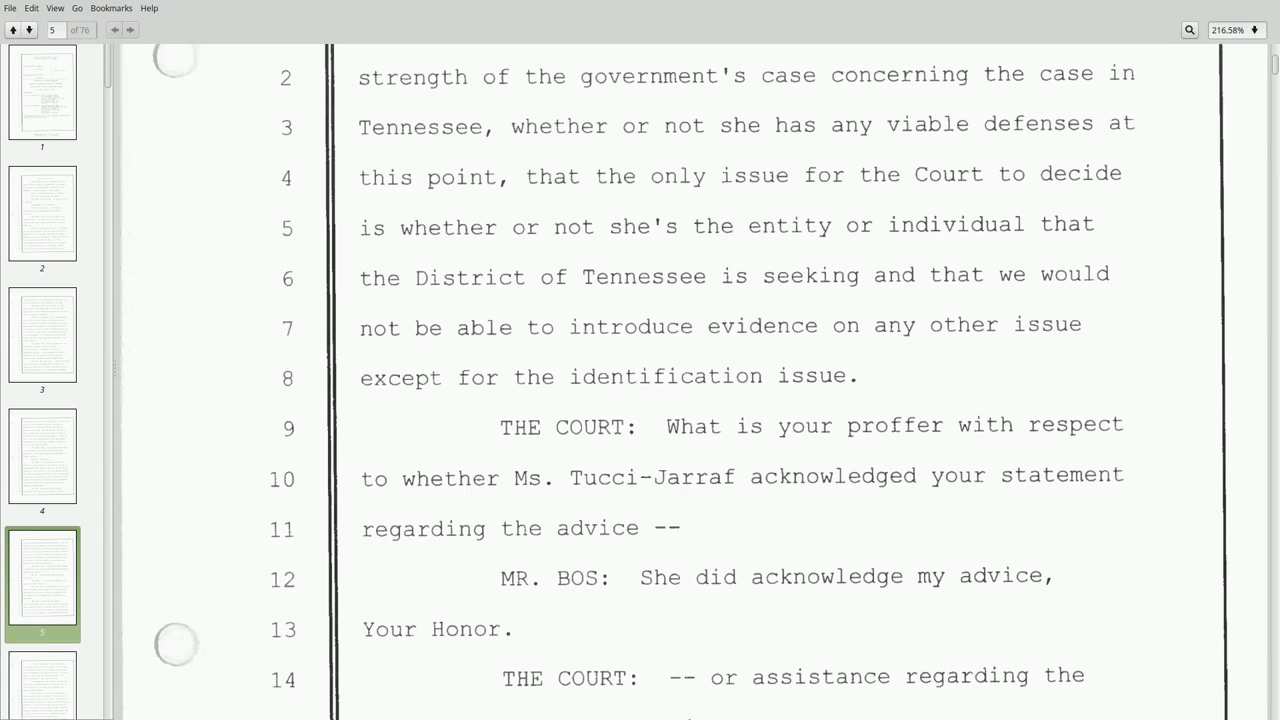 File Edit View Go Bookmarks Help
5 of 76 216.58%
2 strength of the government's case concerning the case in
3 Tennessee, whether or not she has any viable defenses at
4 this point, that the only issue for the Court to decide
5 is whether or not she's the entity or individual that
6 the District of Tennessee is seeking and that we would
7 not be able to introduce evidence on any other issue
8 except for the identification issue.
9 THE COURT: What is your proffer with respect
10 to whether Ms. Tucci-Jarraf acknowledged your statement
11 regarding the advice --
12 MR. BOS: She did acknowledge my advice,
13 Your Honor.
14 THE COURT: -- or assistance regarding the
1
2
3
4
5